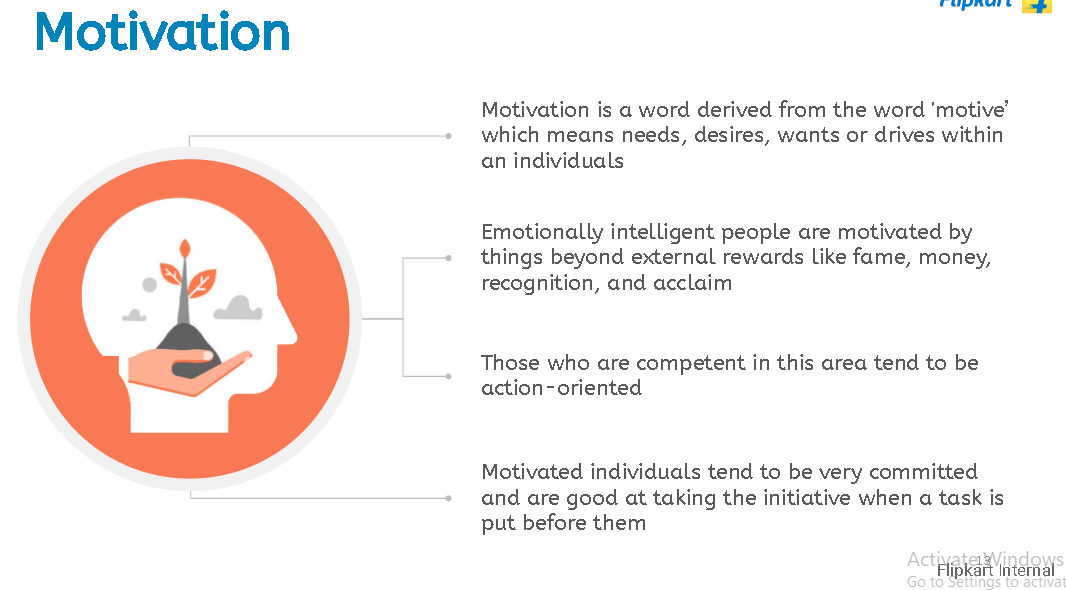 Flipkart
Motivation
Motivation is a word derived from the word 'motive’
which means needs, desires, wants or drives within
an individuals
Emotionally intelligent people are motivated by
things beyond external rewards like fame, money,
recognition, and acclaim
Those who are competent in this area tend to be
action-oriented
Motivated individuals tend to be very committed
and are good at taking the initiative when a task is
put before them
13
Activate Windows
Flipkart Internal
Go to Settings to activat